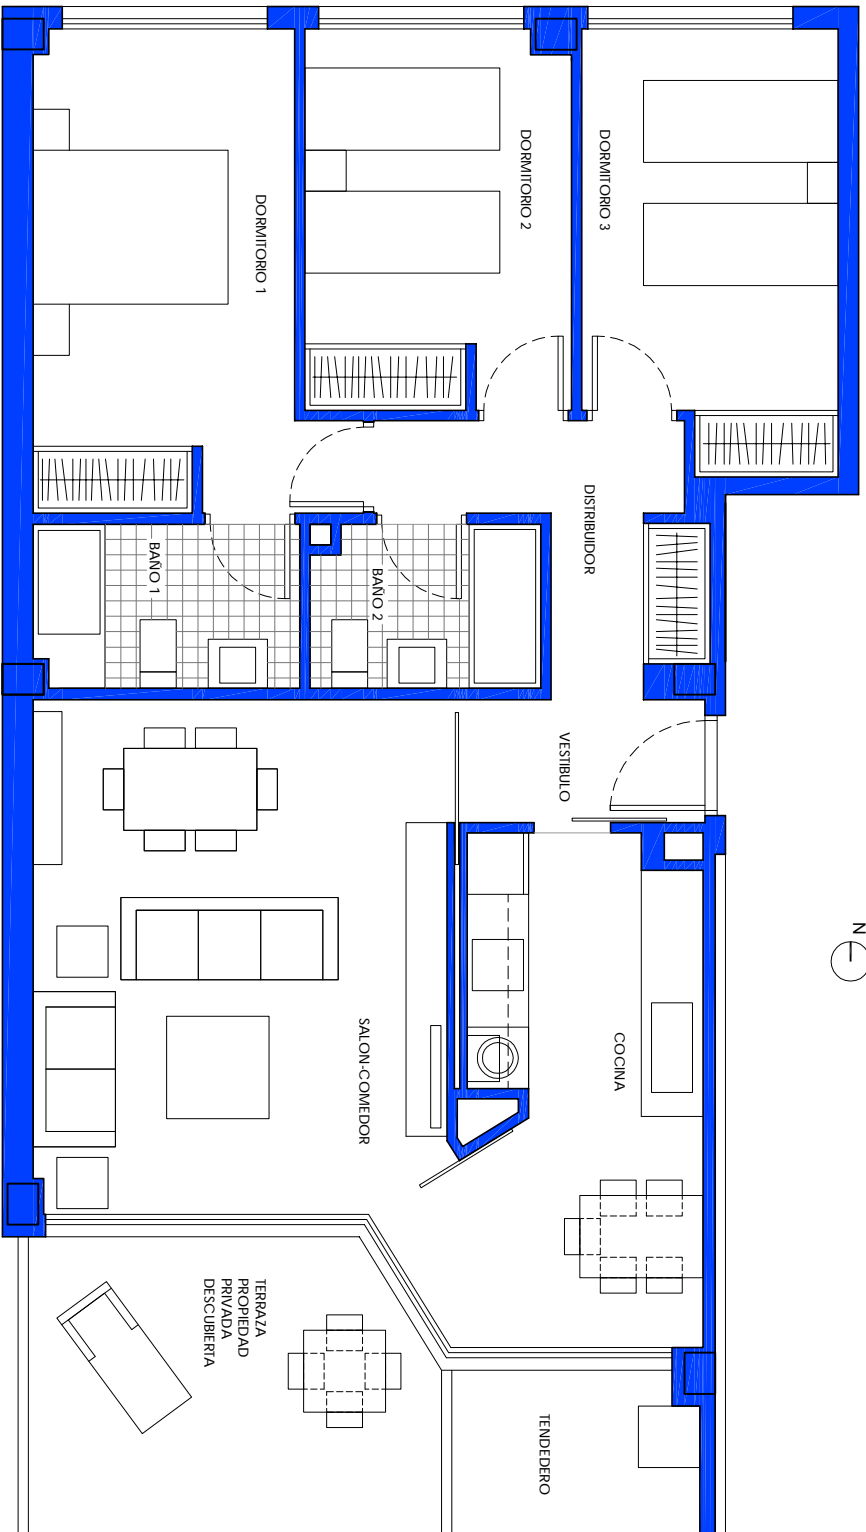 DORMITORIO 3
DORMITORIO 2
DORMITORIO 1
DISTRIBUIDOR
BAÑO 1
BAÑO 2
VESTIBULO
N
COCINA
SALON-COMEDOR
TERRAZA
PROPIEDAD
PRIVADA
DESCUBIERTA
TENDEDERO